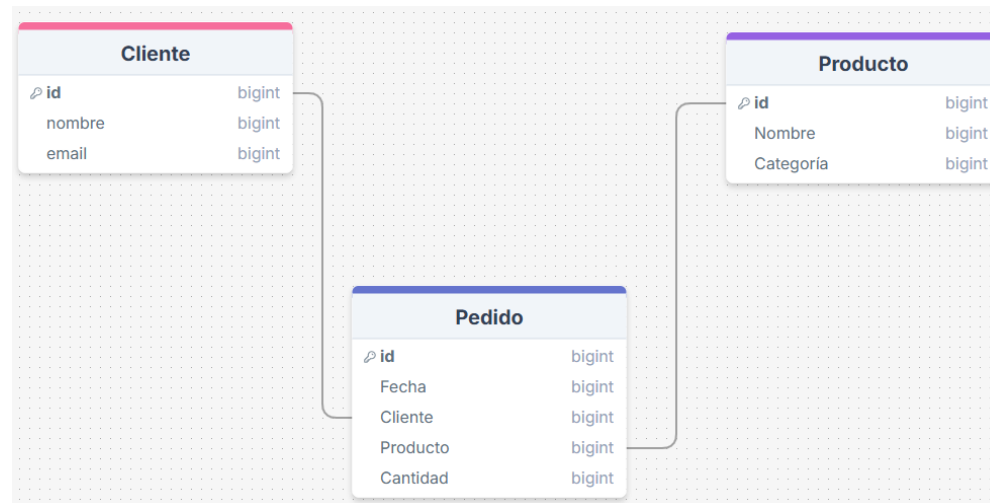 Cliente
id bigint
nombre bigint
email bigint
Producto
id bigint
Nombre bigint
Categoría bigint
Pedido
id bigint
Fecha bigint
Cliente bigint
Producto bigint
Cantidad bigint